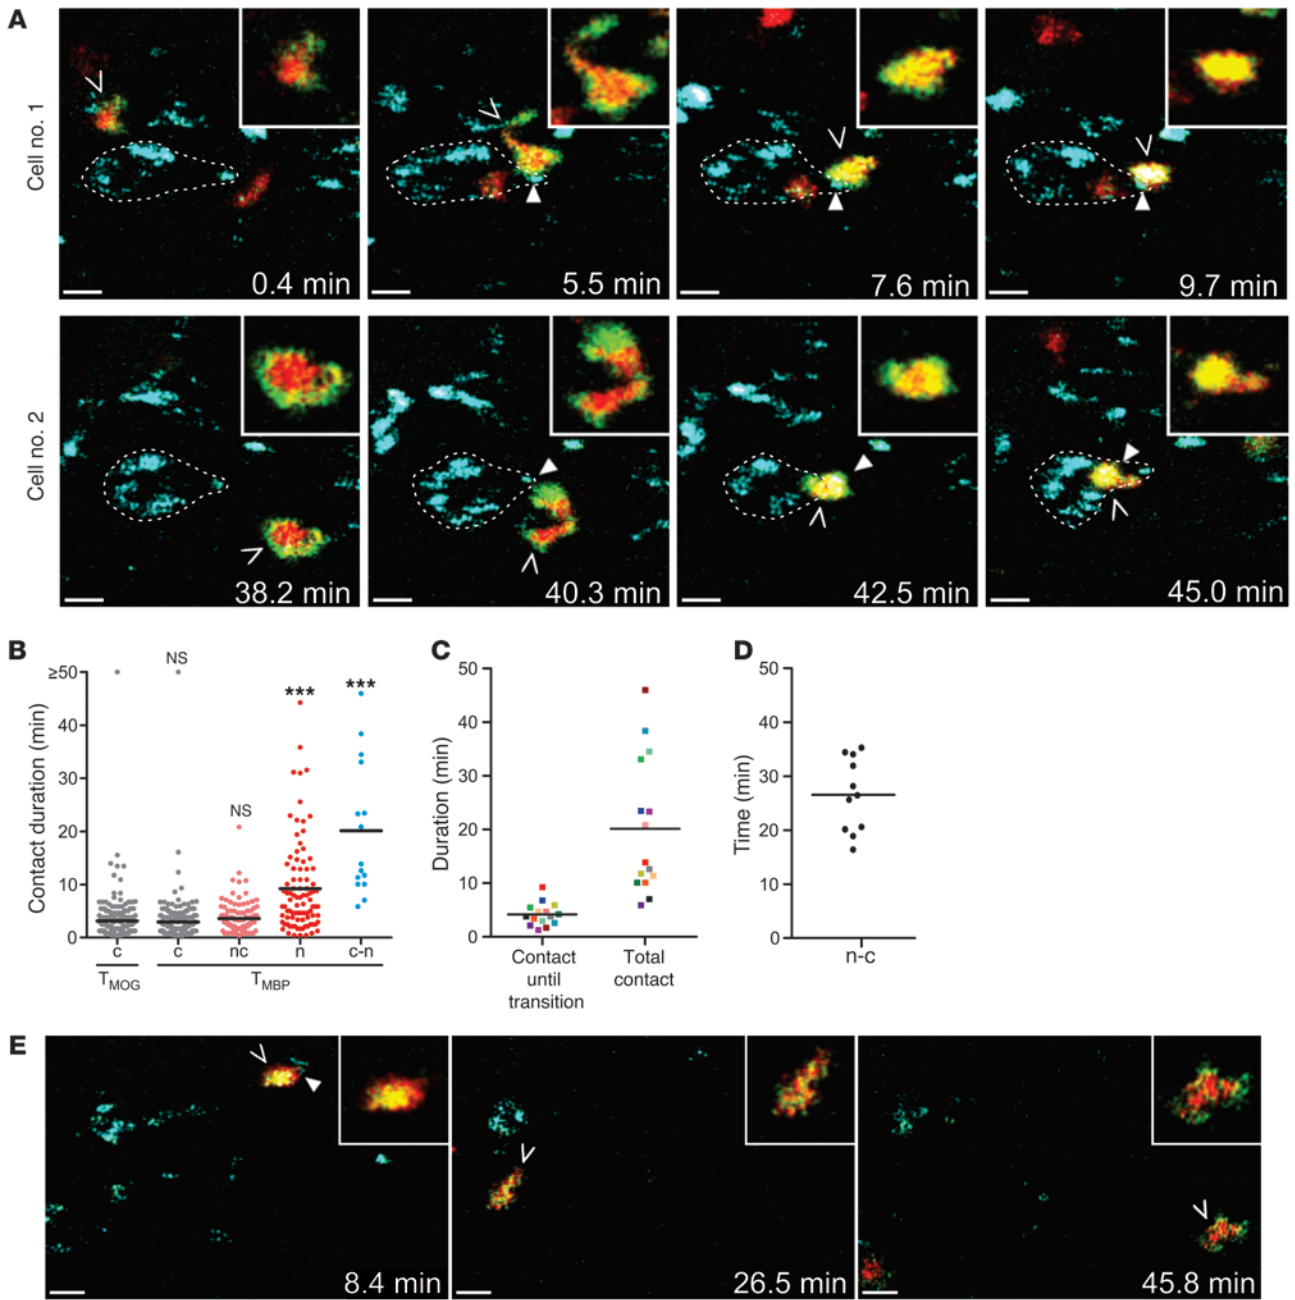 A
Cell no. 1
0.4 min
5.5 min
7.6 min
9.7 min
Cell no. 2
38.2 min
40.3 min
42.5 min
45.0 min
B
Contact duration (min)
≥50
40
30
20
10
0
NS
NS
***
***
c
c
nc
n
c-n
TMOG
TMBP
C
Duration (min)
50
40
30
20
10
0
Contact
until
transition
Total
contact
D
Time (min)
50
40
30
20
10
0
n-c
E
8.4 min
26.5 min
45.8 min